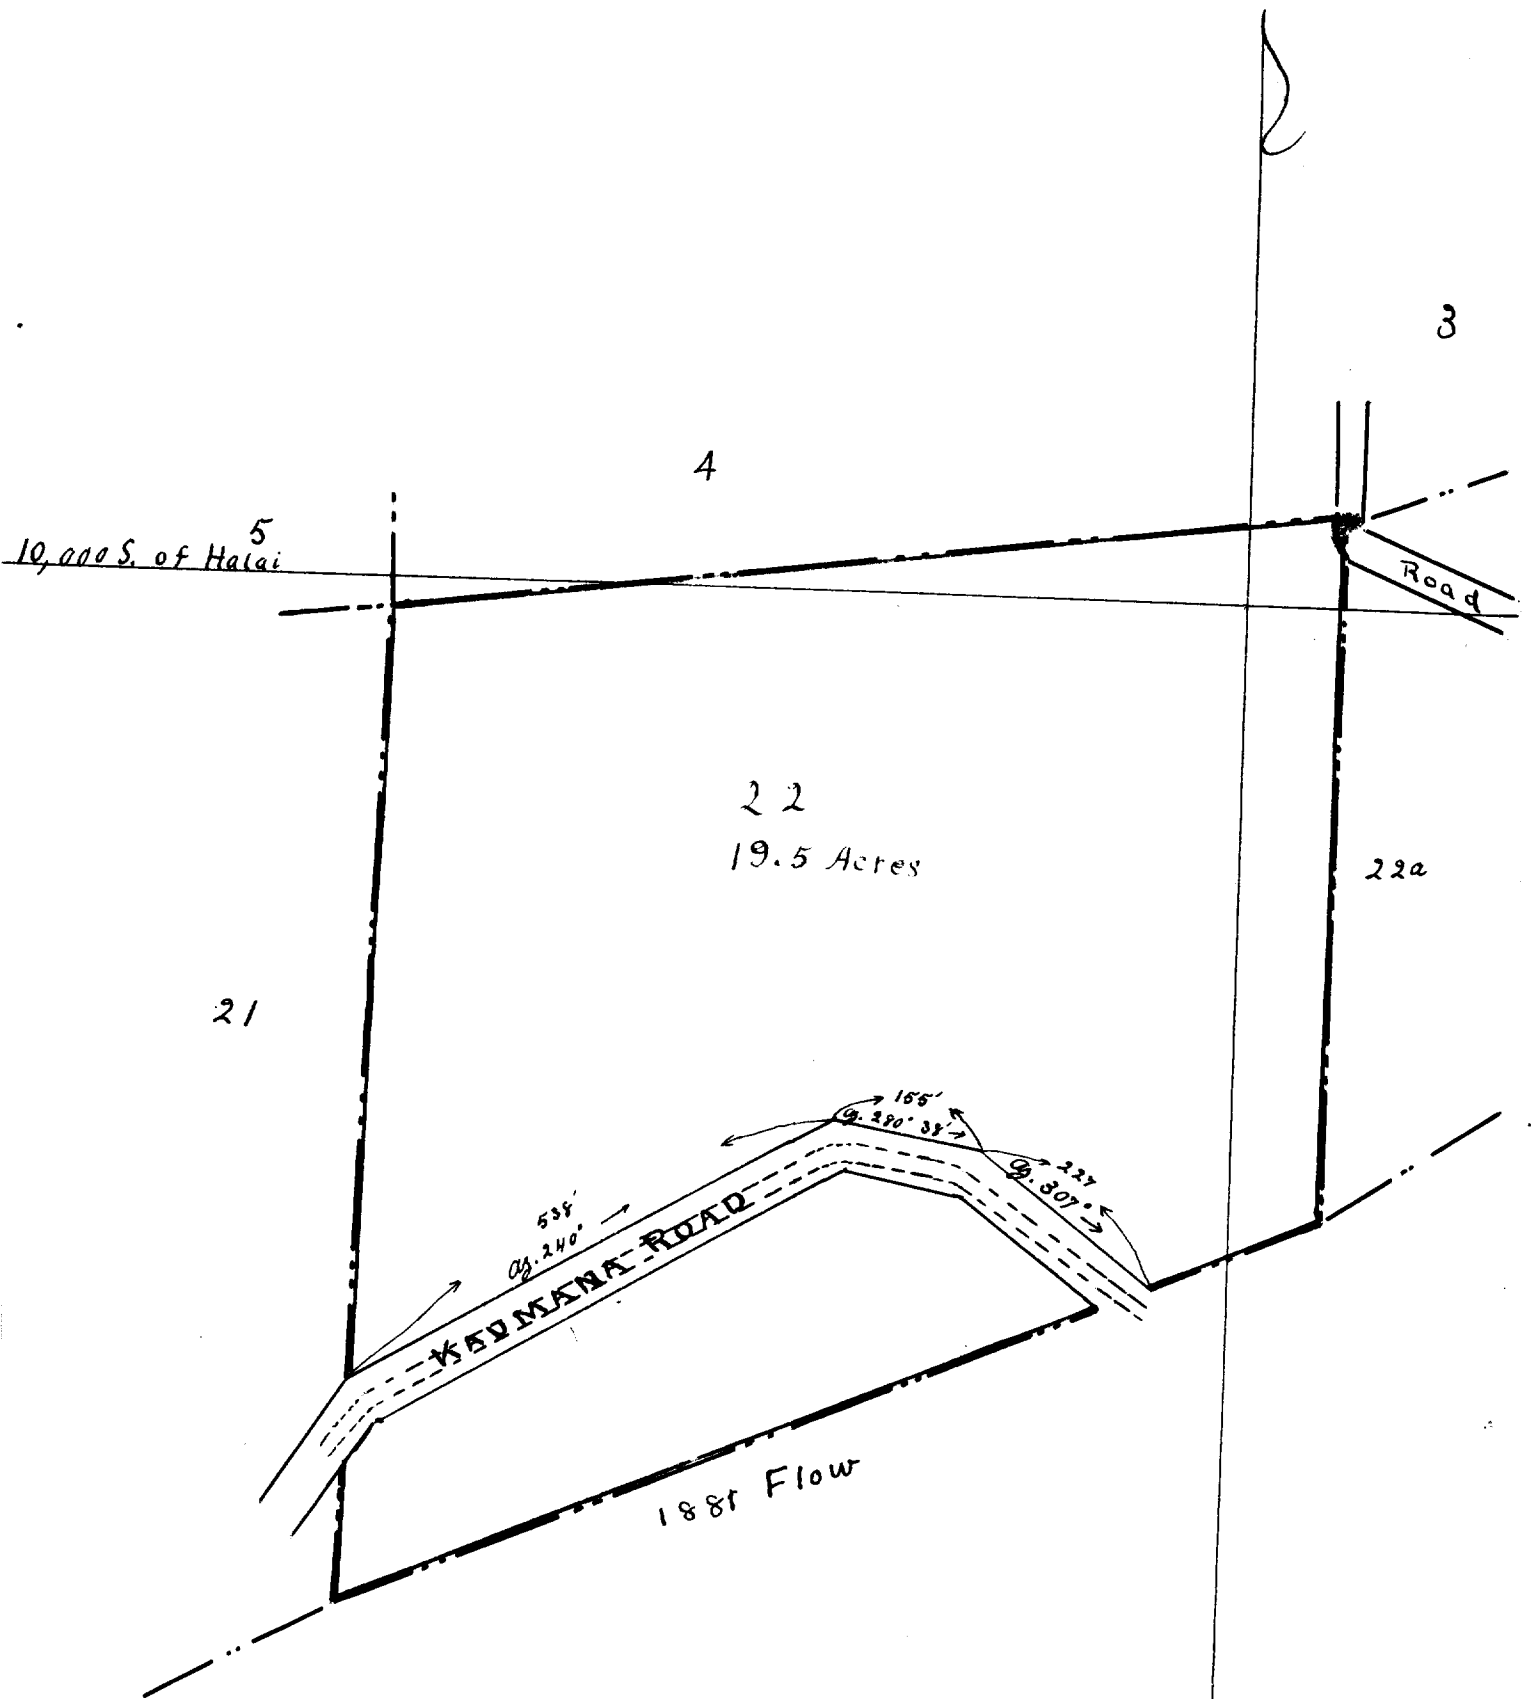 3
4
5
10,000 S. of Halai
Road
22
19.5 Acres
22a
21
155'
az. 280° 38'
227
az. 307°
538'
az. 240°
KAUMANA ROAD
1881 Flow